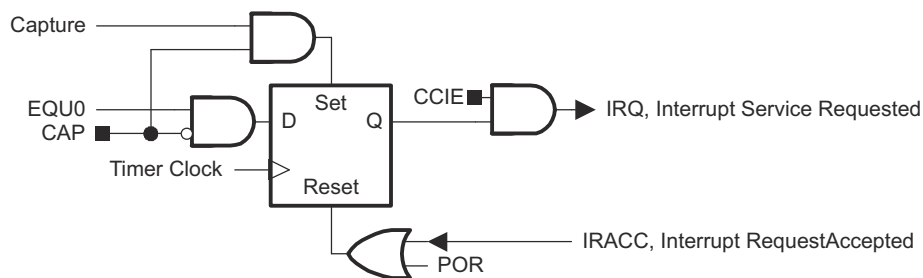 Capture
Set
CCIE
EQU0
IRQ, Interrupt Service Requested
D
Q
CAP
Timer Clock
Reset
IRACC, Interrupt RequestAccepted
POR